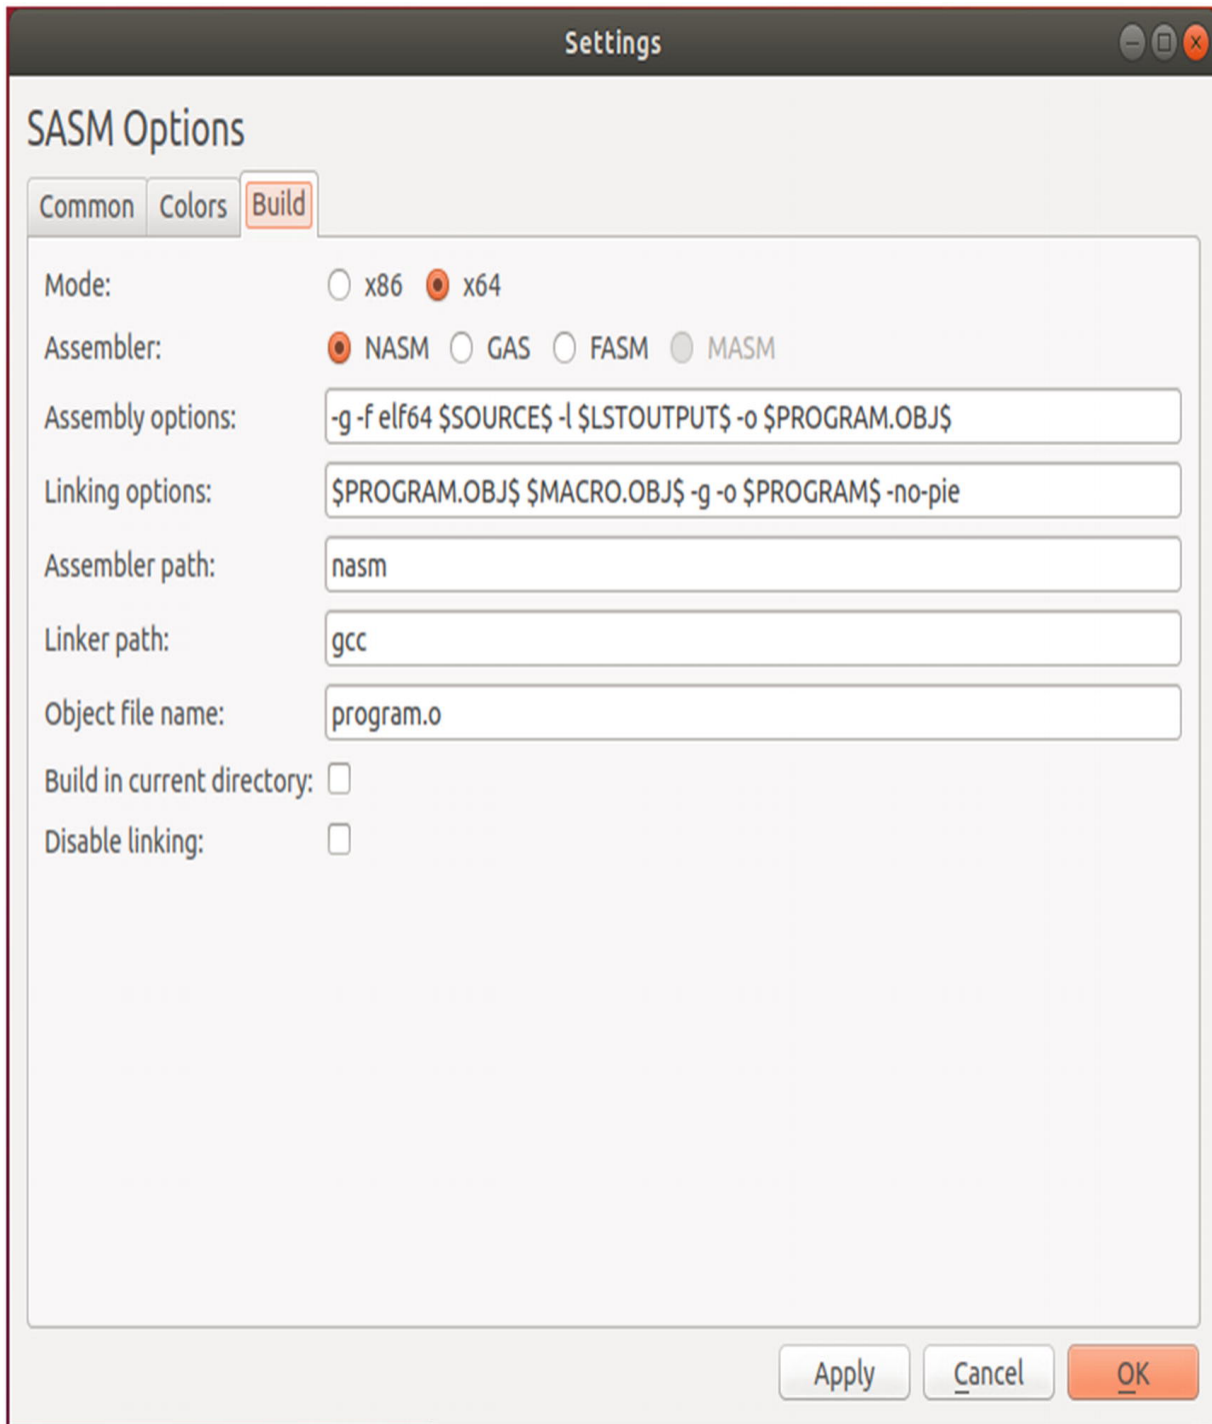 Settings
SASM Options
Common Colors Build
Mode: x86 x64
Assembler: NASM GAS FASM MASM
Assembly options: -g -f elf64 $SOURCE$ -l $LSTOUTPUT$ -o $PROGRAM.OBJ$
Linking options: $PROGRAM.OBJ$ $MACRO.OBJ$ -g -o $PROGRAM$ -no-pie
Assembler path: nasm
Linker path: gcc
Object file name: program.o
Build in current directory:
Disable linking:
Apply Cancel OK